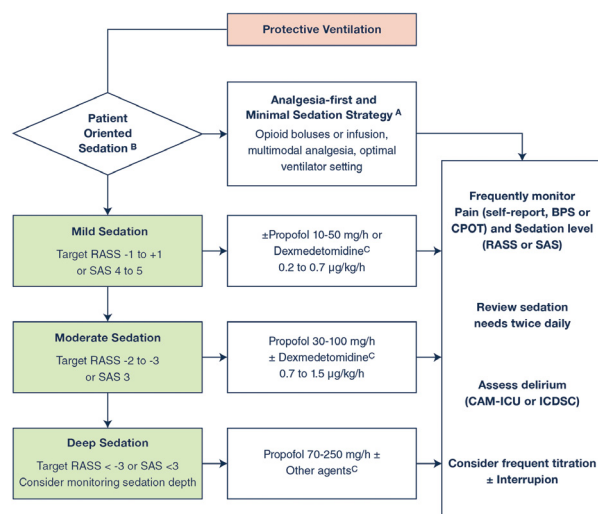 Protective Ventilation
Patient
Oriented
Sedation B
Analgesia-first and
Minimal Sedation Strategy A
Opioid boluses or infusion,
multimodal analgesia, optimal
ventilator setting
Mild Sedation
Target RASS -1 to +1
or SAS 4 to 5
±Propofol 10-50 mg/h or
Dexmedetomidine C
0.2 to 0.7 µg/kg/h
Moderate Sedation
Target RASS -2 to -3
or SAS 3
Propofol 30-100 mg/h
± Dexmedetomidine C
0.7 to 1.5 µg/kg/h
Deep Sedation
Target RASS < -3 or SAS <3
Consider monitoring sedation depth
Propofol 70-250 mg/h ±
Other agents C
Frequently monitor
Pain (self-report, BPS or
CPOT) and Sedation level
(RASS or SAS)
Review sedation
needs twice daily
Assess delirium
(CAM-ICU or ICDSC)
Consider frequent titration
± Interrupion